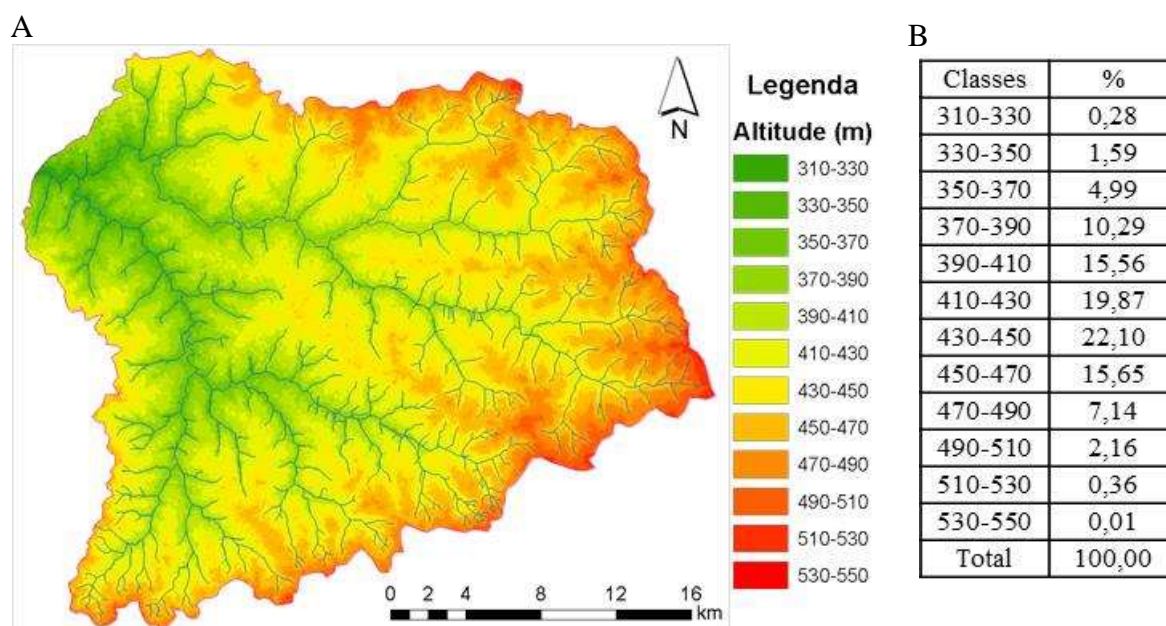 A
N
0 2 4 8 12 16
km
Legenda
Altitude (m)
310-330
330-350
350-370
370-390
390-410
410-430
430-450
450-470
470-490
490-510
510-530
530-550
B
Classes %
310-330 0,28
330-350 1,59
350-370 4,99
370-390 10,29
390-410 15,56
410-430 19,87
430-450 22,10
450-470 15,65
470-490 7,14
490-510 2,16
510-530 0,36
530-550 0,01
Total 100,00